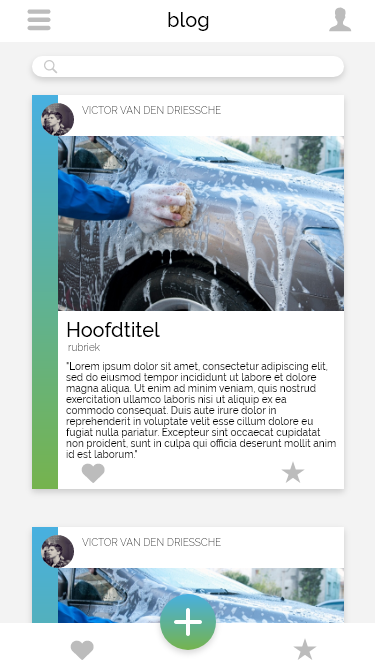 blog
VICTOR VAN DEN DRIESSCHE
Hoofdtitel
rubriek
"Lorem ipsum dolor sit amet, consectetur adipiscing elit,
sed do eiusmod tempor incididunt ut labore et dolore
magna aliqua. Ut enim ad minim veniam, quis nostrud
exercitation ullamco laboris nisi ut aliquip ex ea
commodo consequat. Duis aute irure dolor in
reprehenderit in voluptate velit esse cillum dolore eu
fugiat nulla pariatur. Excepteur sint occaecat cupidatat
non proident, sunt in culpa qui officia deserunt mollit anim
id est laborum."
VICTOR VAN DEN DRIESSCHE